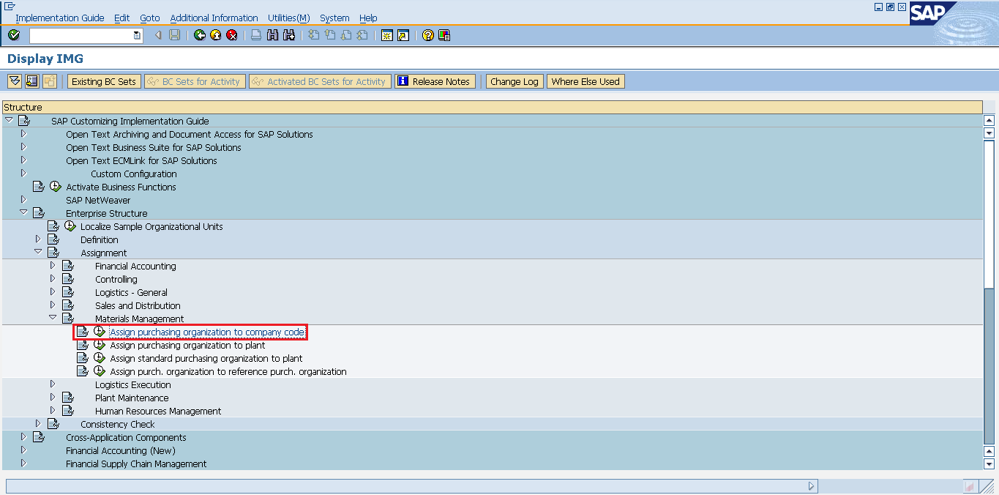 Implementation Guide Edit Goto Additional Information Utilities(M) System Help
SAP
Display IMG
Existing BC Sets BC Sets for Activity Activated BC Sets for Activity Release Notes Change Log Where Else Used
Structure
SAP Customizing Implementation Guide
Open Text Archiving and Document Access for SAP Solutions
Open Text Business Suite for SAP Solutions
Open Text ECMLink for SAP Solutions
Custom Configuration
Activate Business Functions
SAP NetWeaver
Enterprise Structure
Localize Sample Organizational Units
Definition
Assignment
Financial Accounting
Controlling
Logistics - General
Sales and Distribution
Materials Management
Assign purchasing organization to company code
Assign purchasing organization to plant
Assign standard purchasing organization to plant
Assign purch. organization to reference purch. organization
Logistics Execution
Plant Maintenance
Human Resources Management
Consistency Check
Cross-Application Components
Financial Accounting (New)
Financial Supply Chain Management